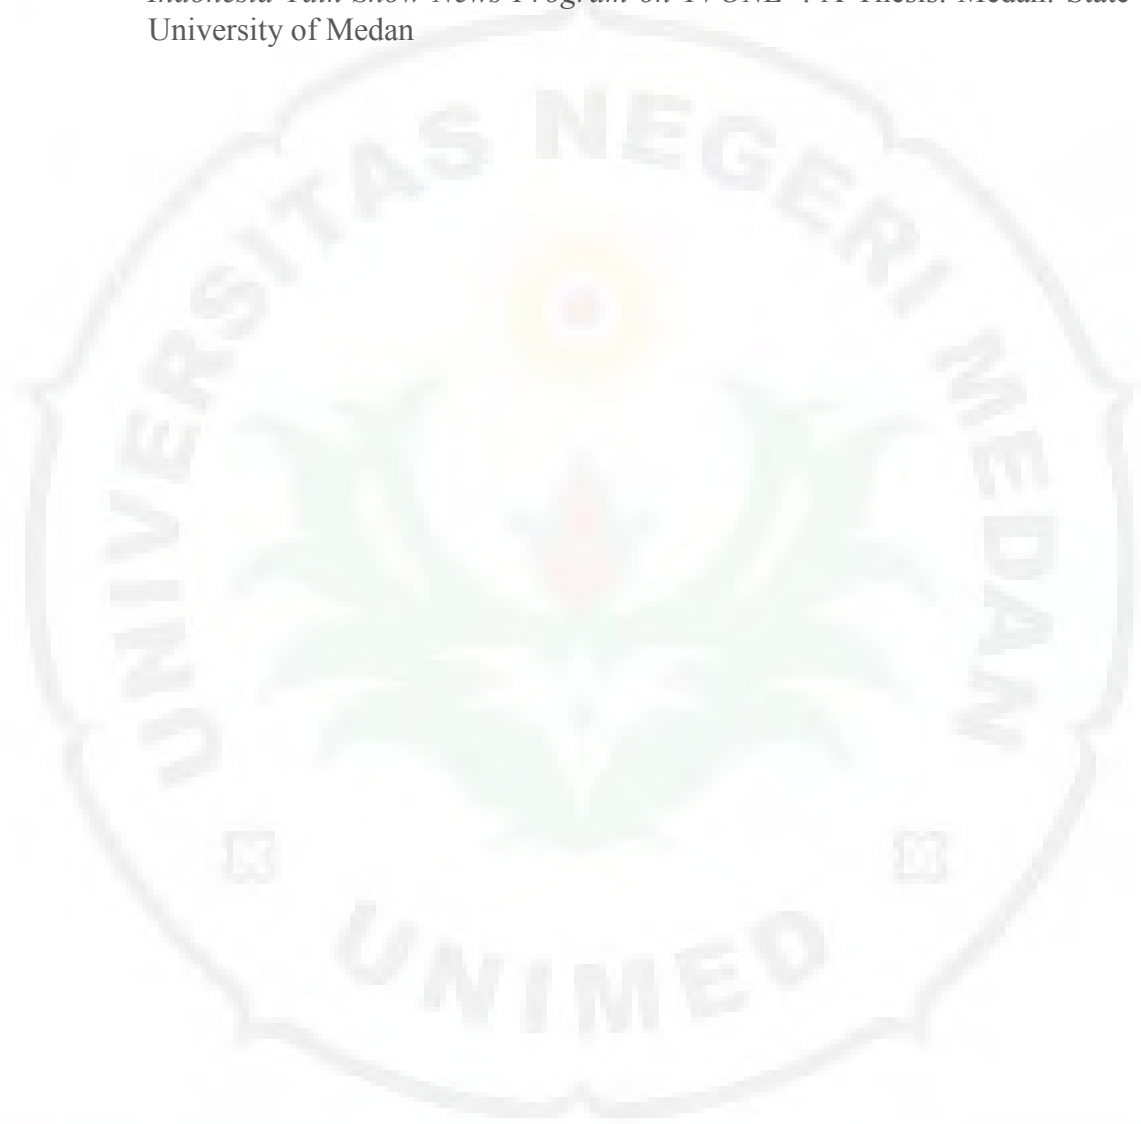 Indonesia Talk Show News Program on TVONE". A Thesis. Medan: State
University of Medan
UNIVERSITAS NEGERI MEDAN
UNIMED